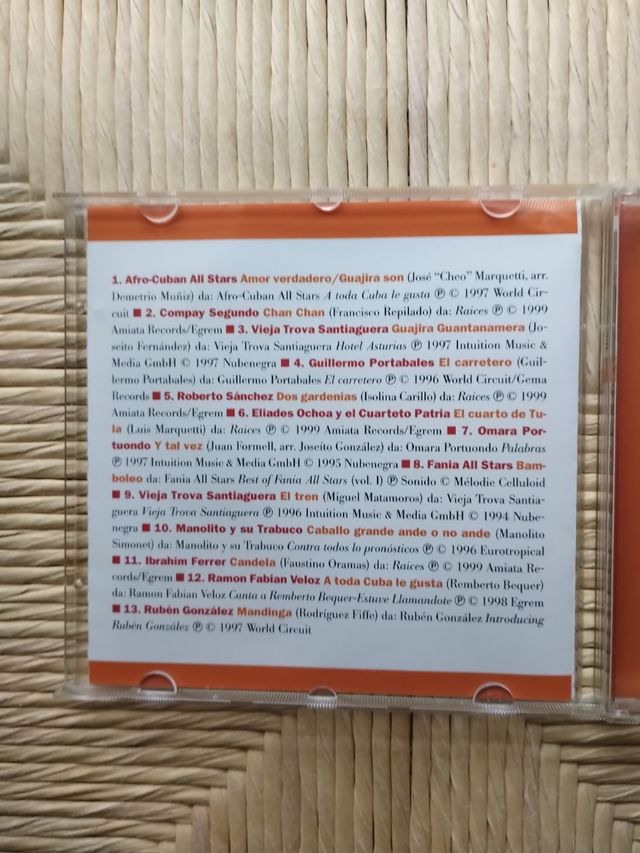 1. Afro-Cuban All Stars Amor verdadero/Guajira son (José "Cheo" Marquetti, arr.
Demetrio Muñiz) da: Afro-Cuban All Stars A toda Cuba le gusta ℗ © 1997 World Cir-
cuit ■ 2. Compay Segundo Chan Chan (Francisco Repilado) da: Raices ℗ © 1999
Amiata Records/Egrem ■ 3. Vieja Trova Santiaguera Guajira Guantanamera (Jo-
seito Fernández) da: Vieja Trova Santiaguera Hotel Asturias ℗ 1997 Intuition Music &
Media GmbH © 1997 Nubenegra ■ 4. Guillermo Portabales El carretero (Guil-
lermo Portabales) da: Guillermo Portabales El carretero ℗ © 1996 World Circuit/Gema
Records ■ 5. Roberto Sánchez Dos gardenias (Isolina Carillo) da: Raices ℗ © 1999
Amiata Records/Egrem ■ 6. Eliades Ochoa y el Cuarteto Patria El cuarto de Tu-
la (Luis Marquetti) da: Raices ℗ © 1999 Amiata Records/Egrem ■ 7. Omara Por-
tuondo Y tal vez (Juan Formell, arr. Joseíto González) da: Omara Portuondo Palabras
℗ 1997 Intuition Music & Media GmbH © 1995 Nubenegra ■ 8. Fania All Stars Bam-
boleo da: Fania All Stars Best of Fania All Stars (vol. 1) ℗ Sonido © Mélodie Celluloid
■ 9. Vieja Trova Santiaguera El tren (Miguel Matamoros) da: Vieja Trova Santia-
guera Vieja Trova Santiaguera ℗ 1996 Intuition Music & Media GmbH © 1994 Nube-
negra ■ 10. Manolito y su Trabuco Caballo grande ande o no ande (Manolito
Simonet) da: Manolito y su Trabuco Contra todos lo pronósticos ℗ © 1996 Eurotropical
■ 11. Ibrahim Ferrer Candela (Faustino Oramas) da: Raices ℗ © 1999 Amiata Re-
cords/Egrem ■ 12. Ramon Fabian Veloz A toda Cuba le gusta (Remberto Bequer)
da: Ramon Fabian Veloz Canta a Remberto Bequer-Estuve Llamandote ℗ © 1998 Egrem
■ 13. Rubén González Mandinga (Rodríguez Fiffe) da: Rubén González Introducing
Rubén González ℗ © 1997 World Circuit